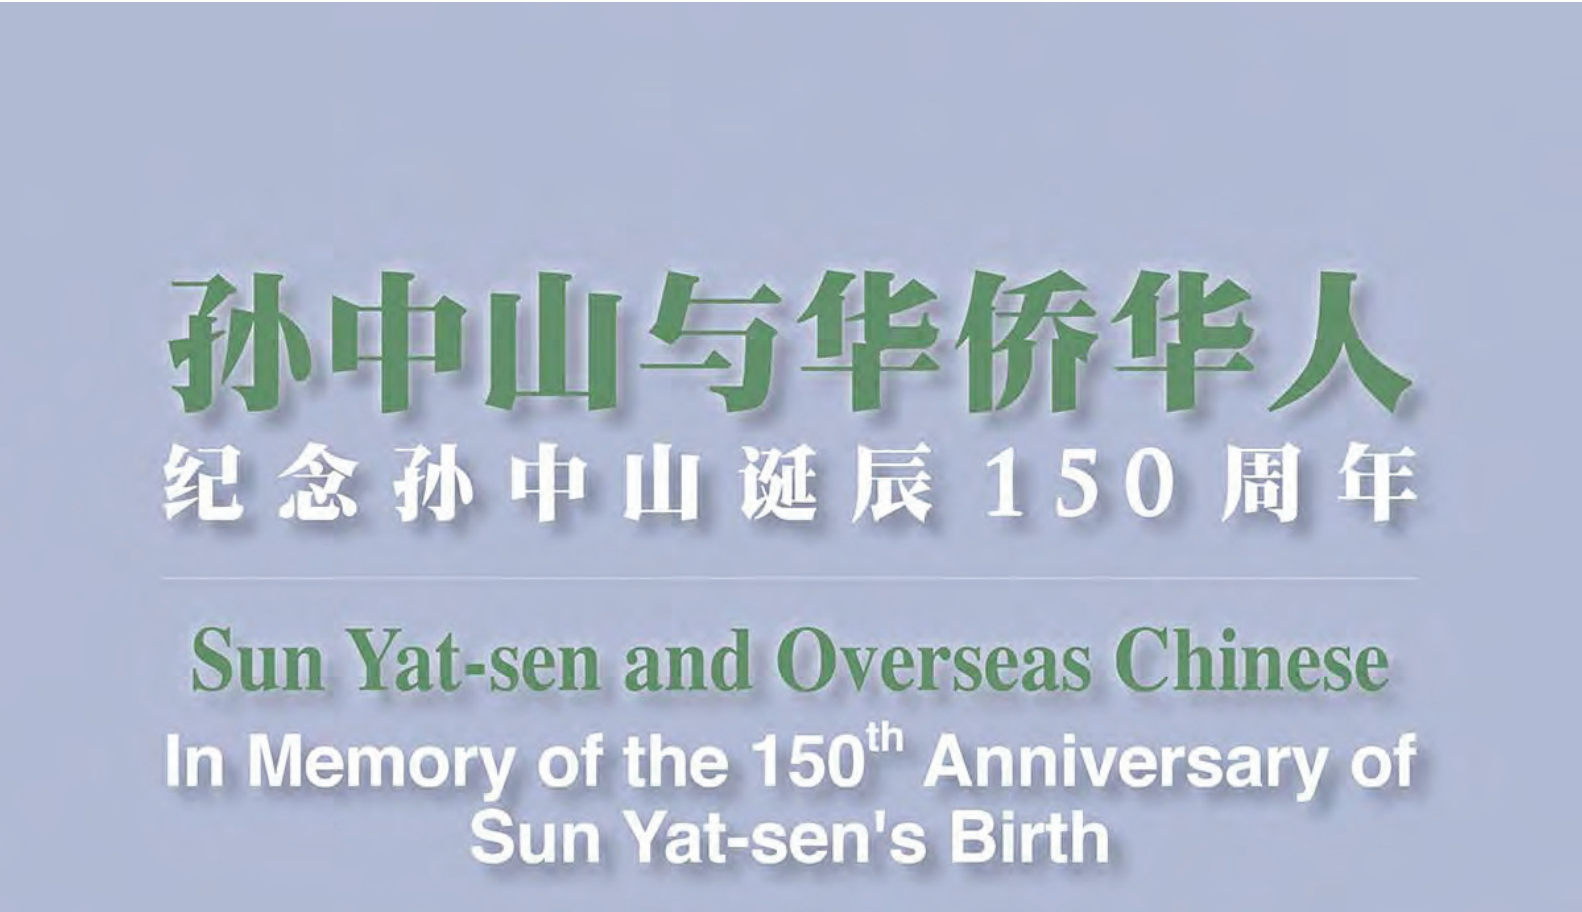 孙中山与华侨华人
纪念孙中山诞辰150周年
Sun Yat-sen and Overseas Chinese
In Memory of the 150th Anniversary of
Sun Yat-sen's Birth